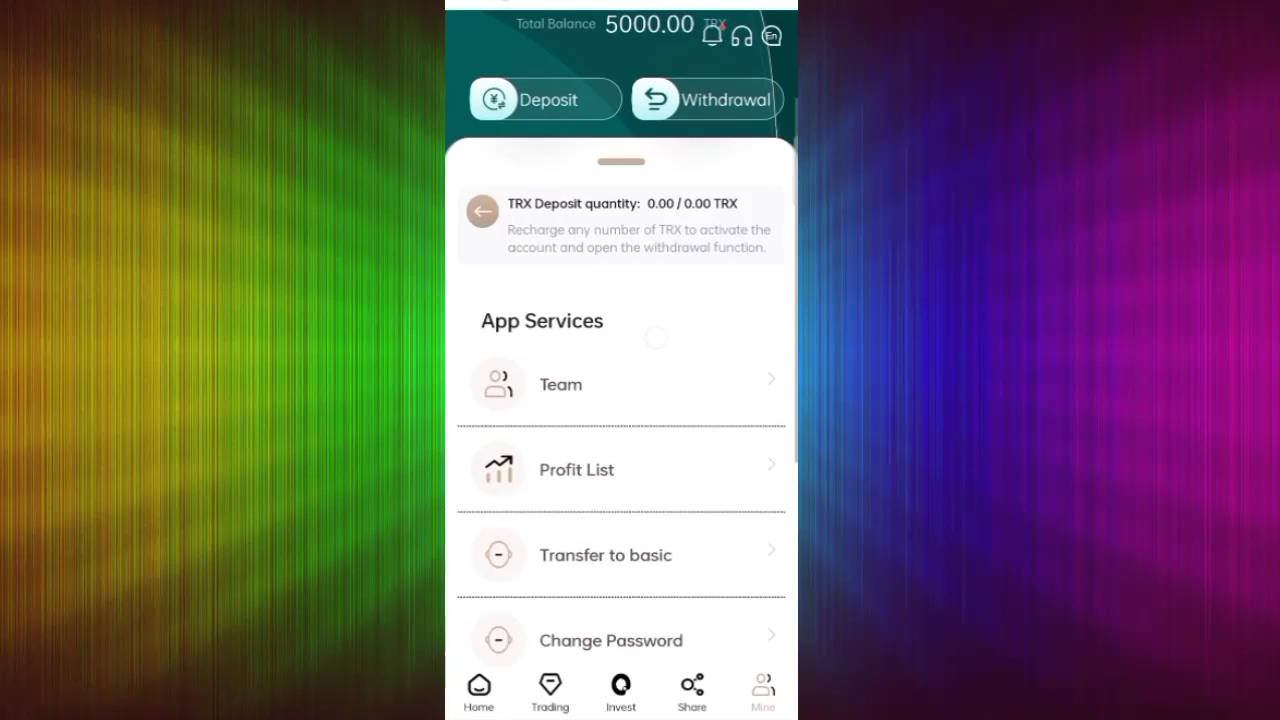 Total Balance 5000.00 TRX
En
Deposit
Withdrawal
TRX Deposit quantity: 0.00 / 0.00 TRX
Recharge any number of TRX to activate the
account and open the withdrawal function.
App Services
Team
Profit List
Transfer to basic
Change Password
Home Trading Invest Share Mine